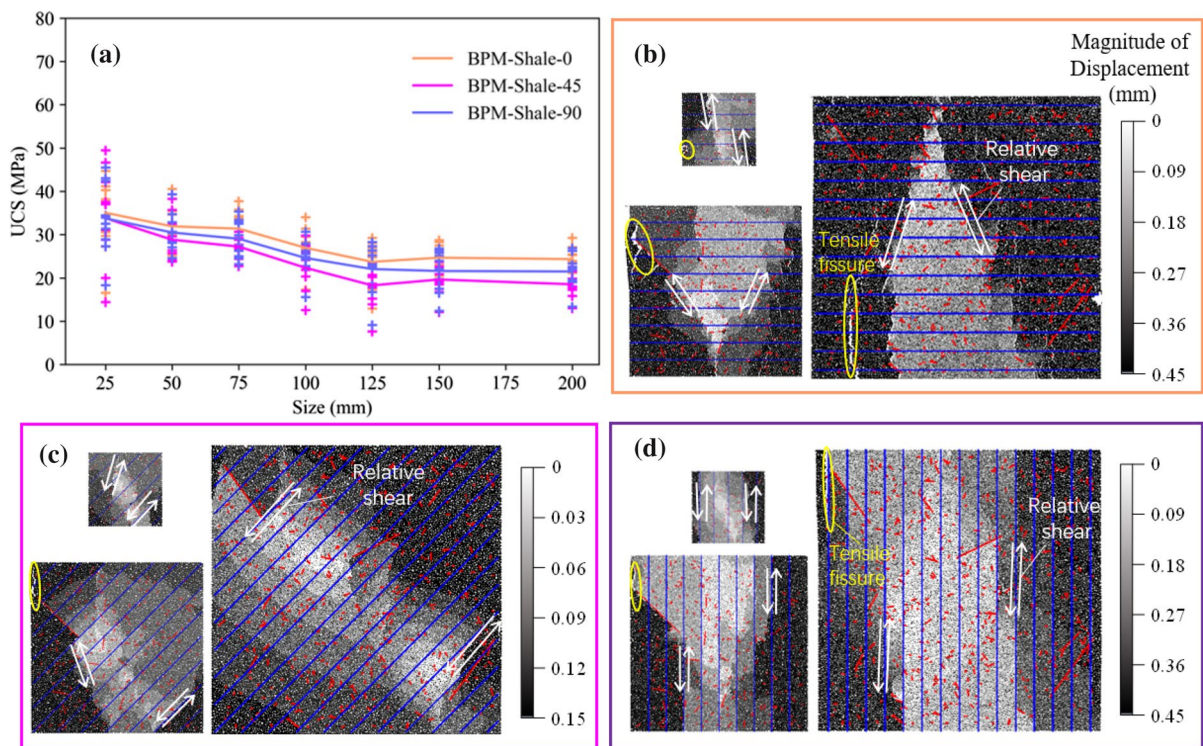 (a)
80
70
60
50
40
30
20
10
0
UCS (MPa)
25
50
75
100
125
150
175
200
Size (mm)
BPM-Shale-0
BPM-Shale-45
BPM-Shale-90
(b)
Magnitude of
Displacement
(mm)
Relative
shear
Tensile
fissure
0
0.09
0.18
0.27
0.36
0.45
(c)
Relative
shear
0
0.03
0.06
0.09
0.12
0.15
(d)
Relative
shear
Tensile
fissure
0
0.09
0.18
0.27
0.36
0.45